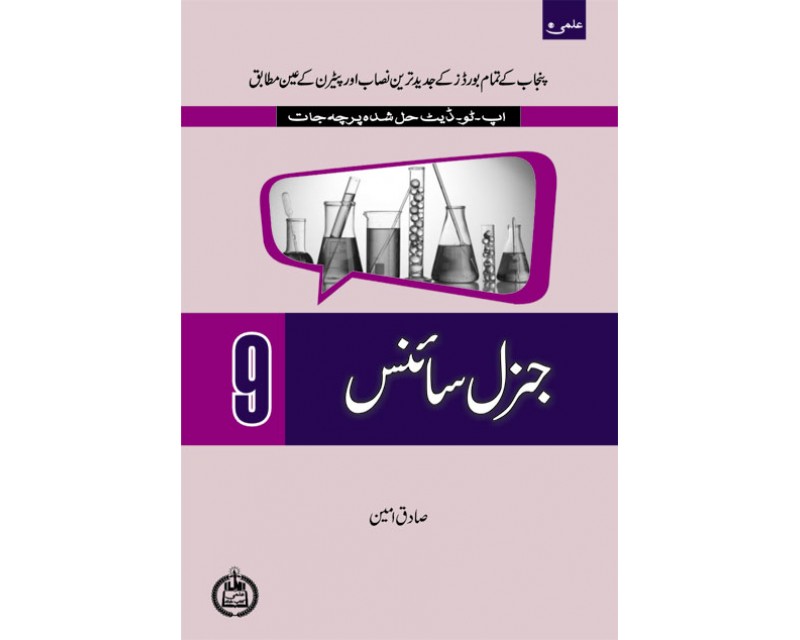 علمی
پنجاب کے تمام بورڈز کے جدید ترین نصاب اور پیٹرن کے عین مطابق
اپ-ٹو-ڈیٹ حل شدہ پرچہ جات
جنرل سائنس
9
صادق امین